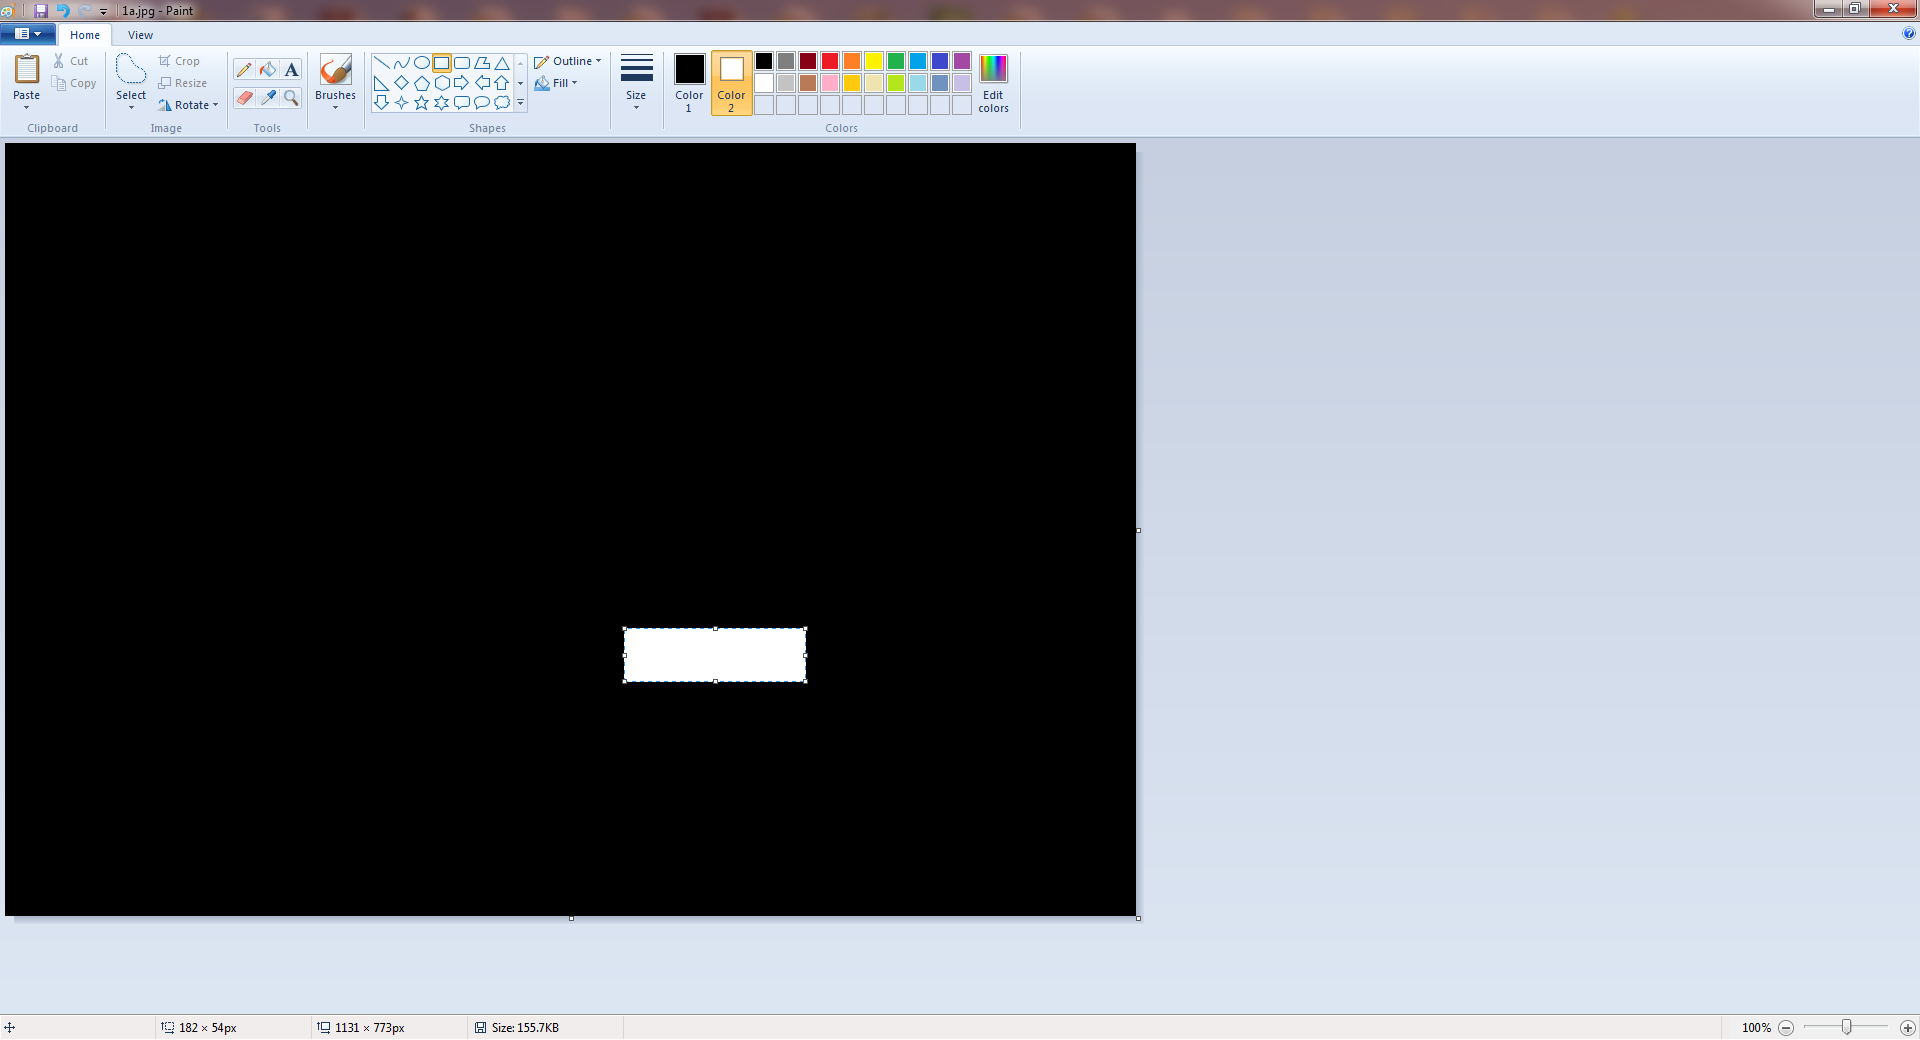 1a.jpg - Paint
Home View
Paste
Cut
Copy
Clipboard
Select
Crop
Resize
Rotate
Image
A
Tools
Brushes
Outline
Fill
Shapes
Size
Color 1
Color 2
Edit colors
Colors
182 × 54px
1131 × 773px
Size: 155.7KB
100%